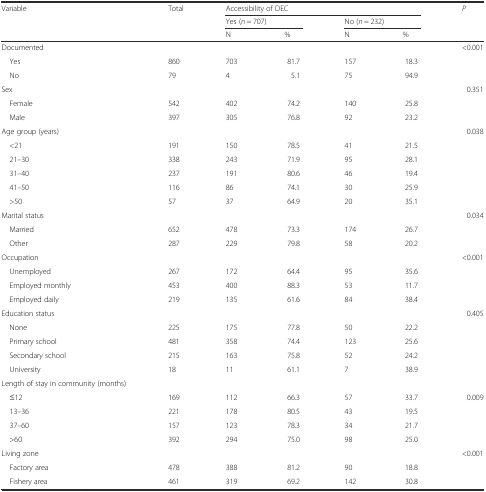 Variable Total Accessibility of DEC P
Yes (n = 707) No (n = 232)
N % N %
Documented <0.001
Yes 860 703 81.7 157 18.3
No 79 4 5.1 75 94.9
Sex 0.351
Female 542 402 74.2 140 25.8
Male 397 305 76.8 92 23.2
Age group (years) 0.038
<21 191 150 78.5 41 21.5
21–30 338 243 71.9 95 28.1
31–40 237 191 80.6 46 19.4
41–50 116 86 74.1 30 25.9
>50 57 37 64.9 20 35.1
Marital status 0.034
Married 652 478 73.3 174 26.7
Other 287 229 79.8 58 20.2
Occupation <0.001
Unemployed 267 172 64.4 95 35.6
Employed monthly 453 400 88.3 53 11.7
Employed daily 219 135 61.6 84 38.4
Education status 0.405
None 225 175 77.8 50 22.2
Primary school 481 358 74.4 123 25.6
Secondary school 215 163 75.8 52 24.2
University 18 11 61.1 7 38.9
Length of stay in community (months)
≤12 169 112 66.3 57 33.7 0.009
13–36 221 178 80.5 43 19.5
37–60 157 123 78.3 34 21.7
>60 392 294 75.0 98 25.0
Living zone <0.001
Factory area 478 388 81.2 90 18.8
Fishery area 461 319 69.2 142 30.8